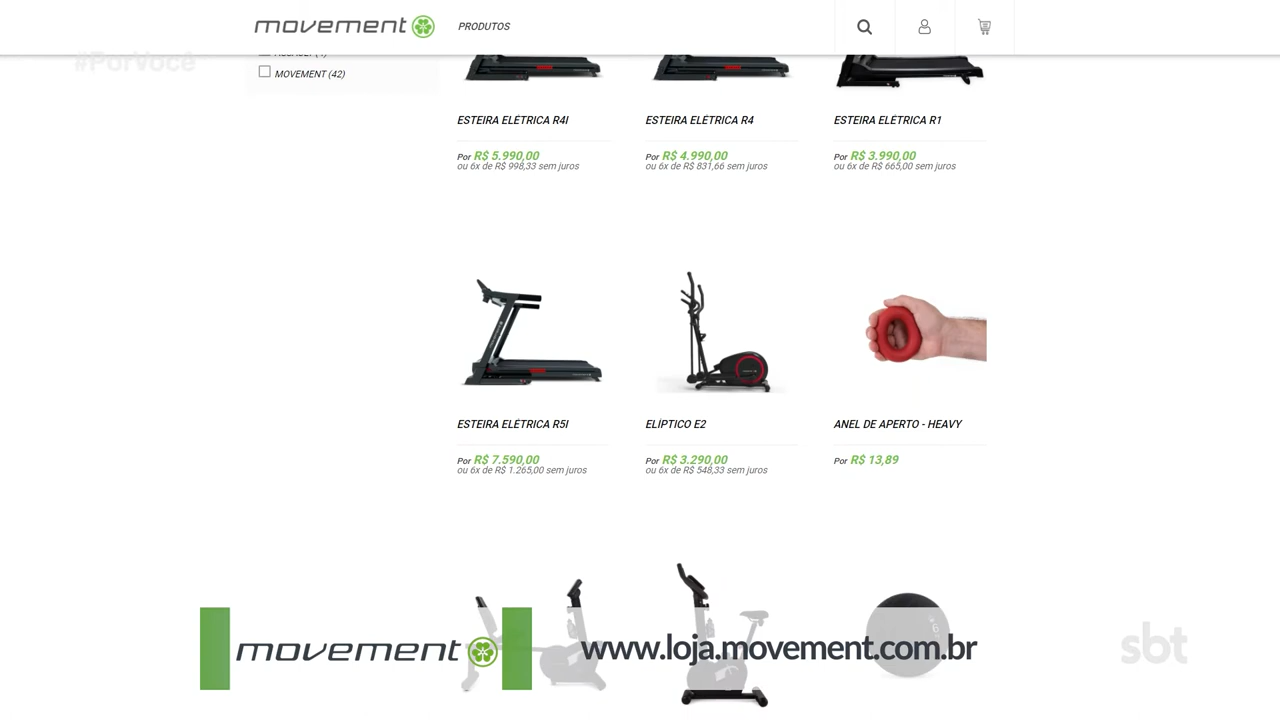 movement
PRODUTOS
#PorVocê
MOVEMENT (42)
ESTEIRA ELÉTRICA R4I
ESTEIRA ELÉTRICA R4
ESTEIRA ELÉTRICA R1
Por R$ 5.990,00
ou 6x de R$ 998,33 sem juros
Por R$ 4.990,00
ou 6x de R$ 831,66 sem juros
Por R$ 3.990,00
ou 6x de R$ 665,00 sem juros
ESTEIRA ELÉTRICA R5I
ELÍPTICO E2
ANEL DE APERTO - HEAVY
Por R$ 7.590,00
ou 6x de R$ 1.265,00 sem juros
Por R$ 3.290,00
ou 6x de R$ 548,33 sem juros
Por R$ 13,89
movement
www.loja.movement.com.br
sbt